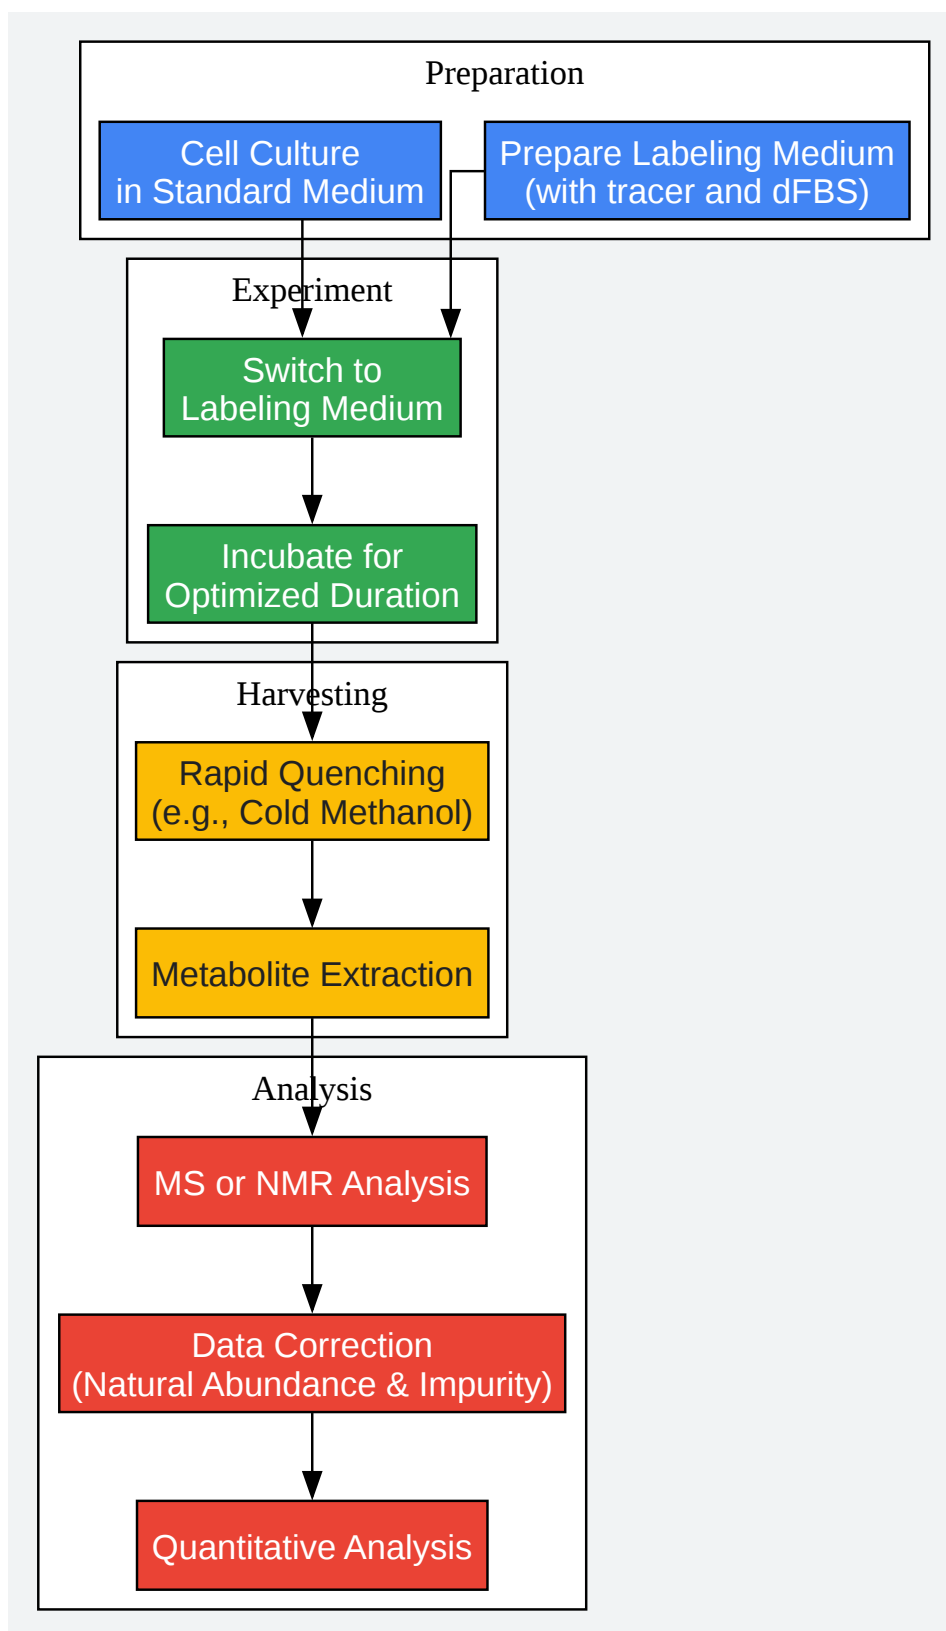 Preparation
Cell Culture
in Standard Medium
Prepare Labeling Medium
(with tracer and dFBS)
Experiment
Switch to
Labeling Medium
Incubate for
Optimized Duration
Harvesting
Rapid Quenching
(e.g., Cold Methanol)
Metabolite Extraction
Analysis
MS or NMR Analysis
Data Correction
(Natural Abundance & Impurity)
Quantitative Analysis